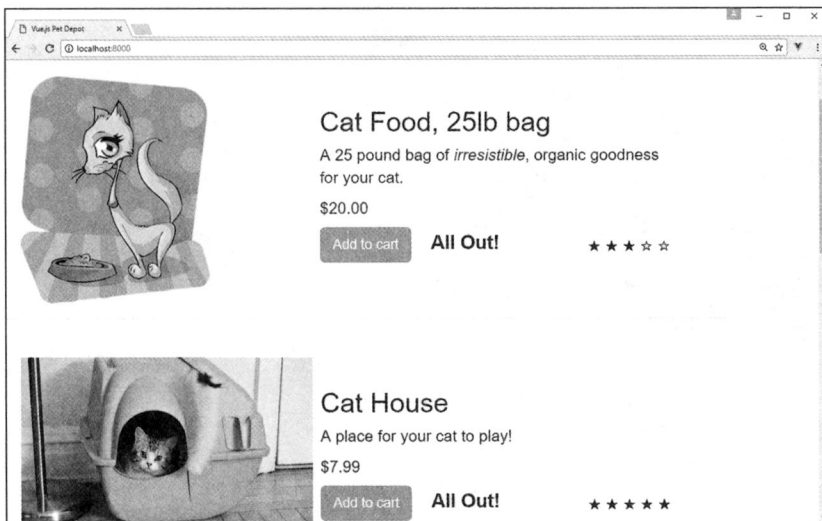 Vue.js Pet Depot
localhost:8000
Cat Food, 25lb bag
A 25 pound bag of irresistible, organic goodness
for your cat.
$20.00
Add to cart All Out! ★ ★ ★ ☆ ☆
Cat House
A place for your cat to play!
$7.99
Add to cart All Out! ★ ★ ★ ★ ★